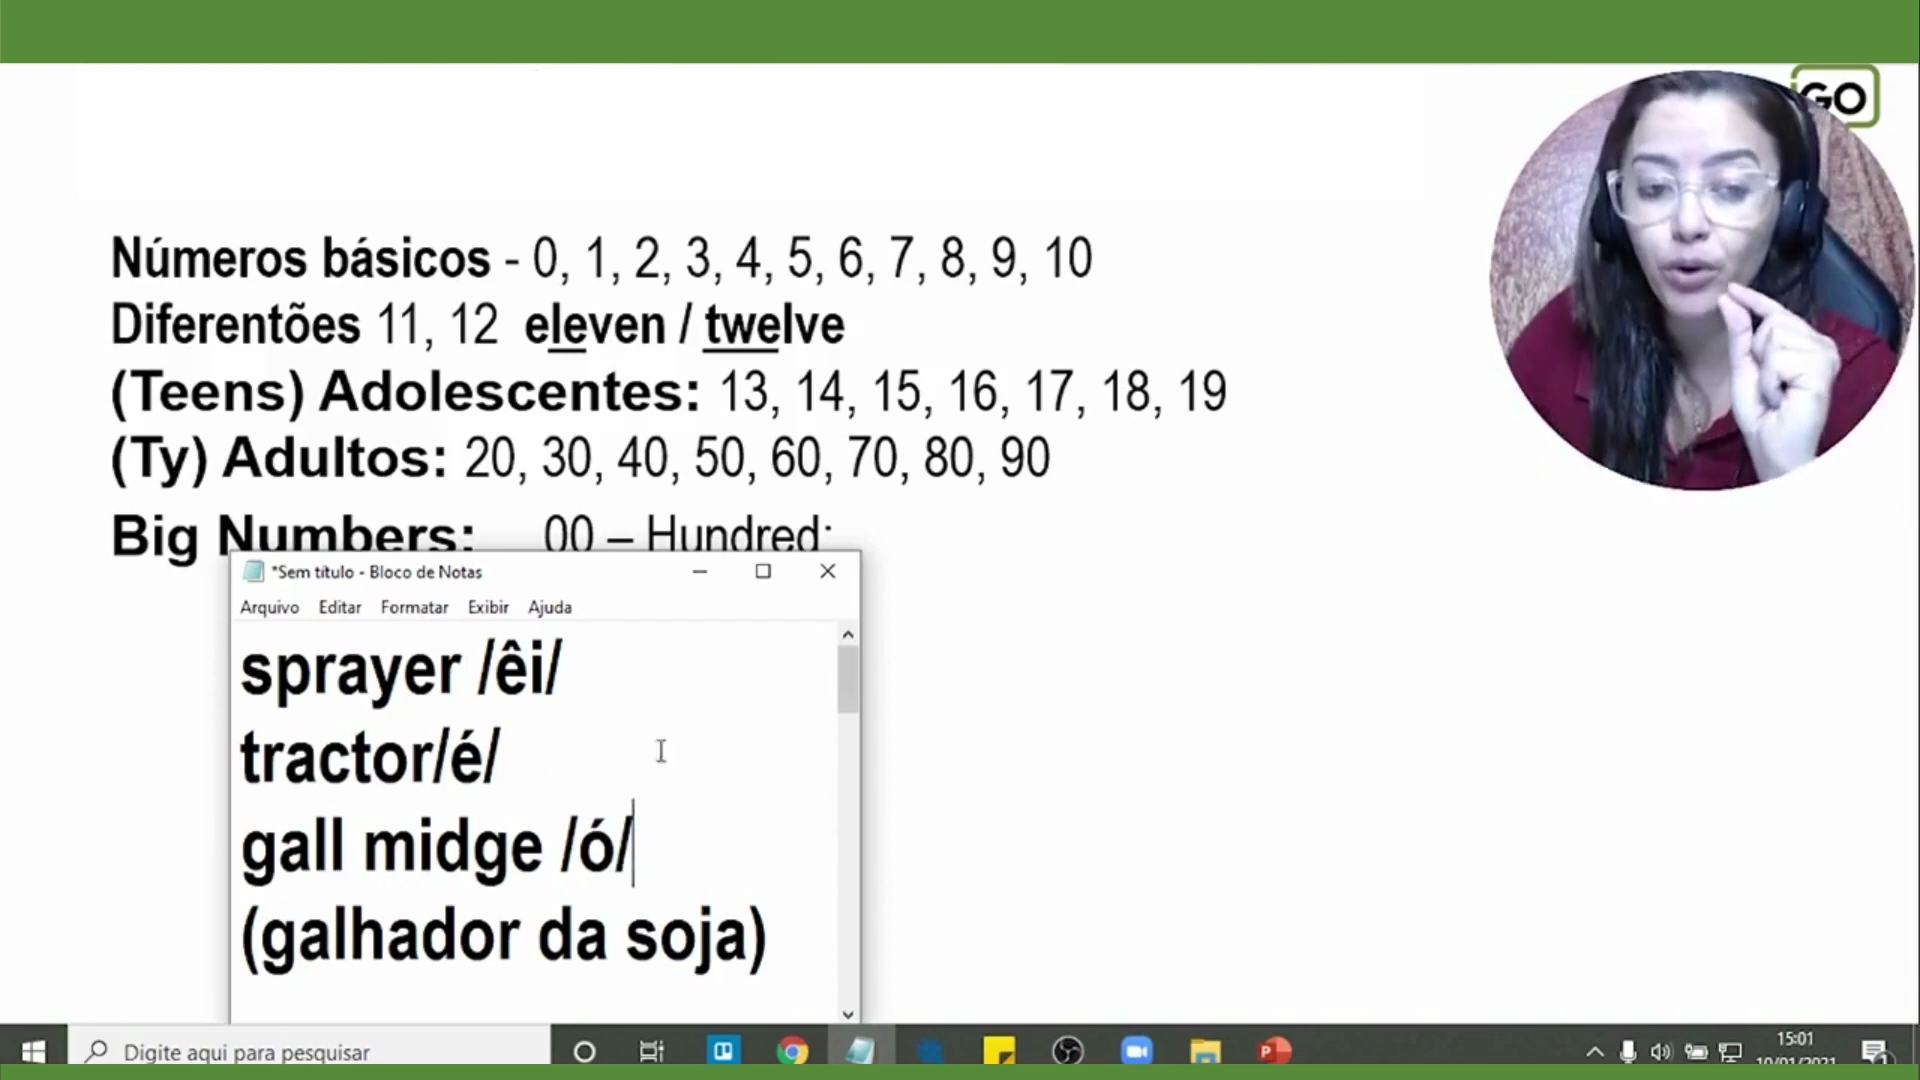 GO
Números básicos - 0, 1, 2, 3, 4, 5, 6, 7, 8, 9, 10
Diferentões 11, 12 eleven / twelve
(Teens) Adolescentes: 13, 14, 15, 16, 17, 18, 19
(Ty) Adultos: 20, 30, 40, 50, 60, 70, 80, 90
Big Numbers: 00 – Hundred:
*Sem título - Bloco de Notas
Arquivo Editar Formatar Exibir Ajuda
sprayer /êi/
tractor/é/
gall midge /ó/
(galhador da soja)
Digite aqui para pesquisar
15:01
10/01/2021